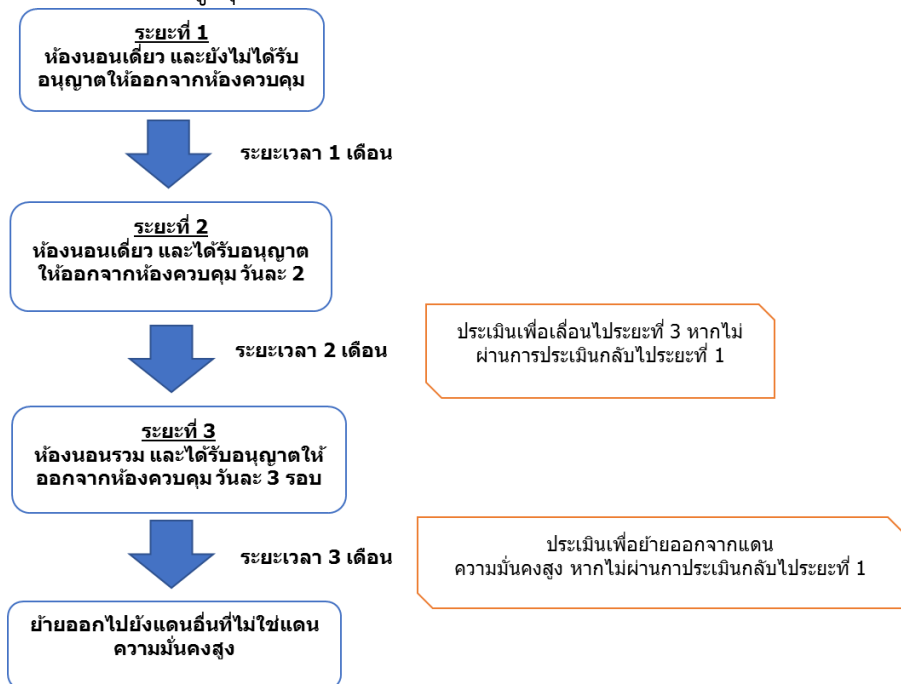 ระยะที่ 1
ห้องนอนเดี่ยว และยังไม่ได้รับ
อนุญาตให้ออกจากห้องควบคุม
ระยะเวลา 1 เดือน
ระยะที่ 2
ห้องนอนเดี่ยว และได้รับอนุญาต
ให้ออกจากห้องควบคุม วันละ 2
ระยะเวลา 2 เดือน
ประเมินเพื่อเลื่อนไประยะที่ 3 หากไม่
ผ่านการประเมินกลับไประยะที่ 1
ระยะที่ 3
ห้องนอนรวม และได้รับอนุญาตให้
ออกจากห้องควบคุม วันละ 3 รอบ
ระยะเวลา 3 เดือน
ประเมินเพื่อย้ายออกจากแดน
ความมั่นคงสูง หากไม่ผ่านกาประเมินกลับไประยะที่ 1
ย้ายออกไปยังแดนอื่นที่ไม่ใช่แดน
ความมั่นคงสูง